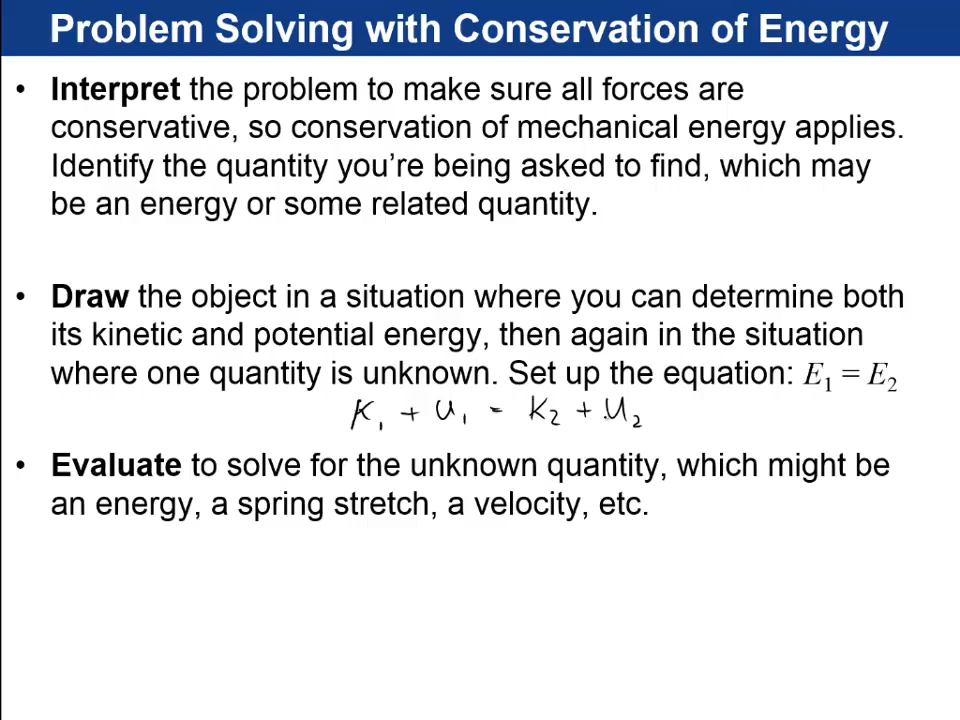 Problem Solving with Conservation of Energy
• Interpret the problem to make sure all forces are
conservative, so conservation of mechanical energy applies.
Identify the quantity you’re being asked to find, which may
be an energy or some related quantity.
• Draw the object in a situation where you can determine both
its kinetic and potential energy, then again in the situation
where one quantity is unknown. Set up the equation: E₁ = E₂
K₁ + U₁ = K₂ + U₂
• Evaluate to solve for the unknown quantity, which might be
an energy, a spring stretch, a velocity, etc.